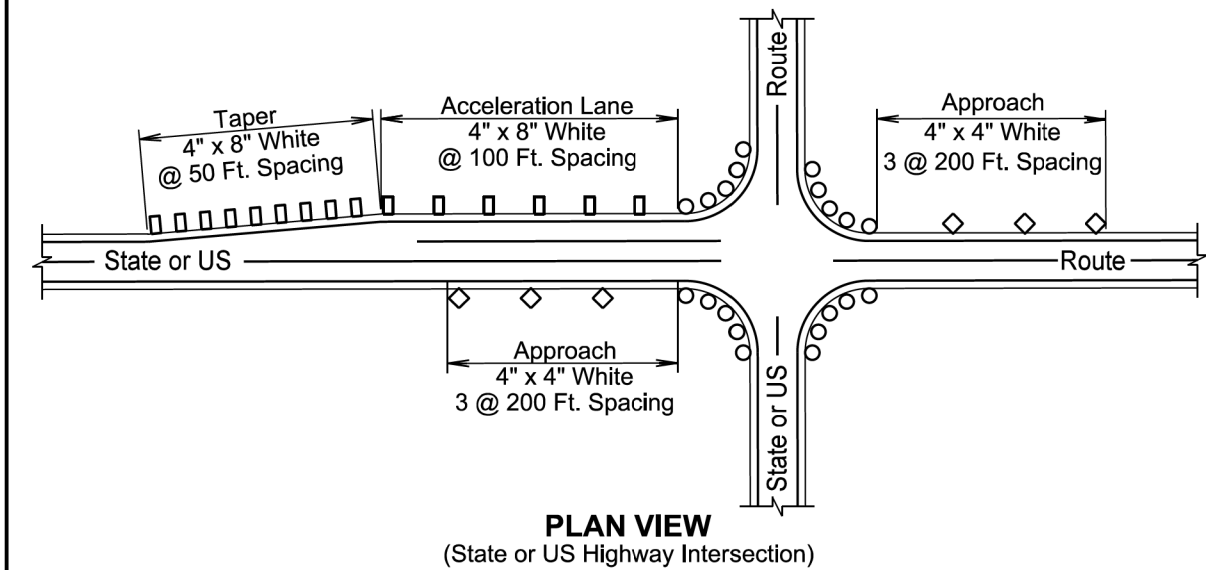 Route
Taper
4" x 8" White
@ 50 Ft. Spacing
Acceleration Lane
4" x 8" White
@ 100 Ft. Spacing
Approach
4" x 4" White
3 @ 200 Ft. Spacing
State or US
Route
Approach
4" x 4" White
3 @ 200 Ft. Spacing
State or US
PLAN VIEW
(State or US Highway Intersection)